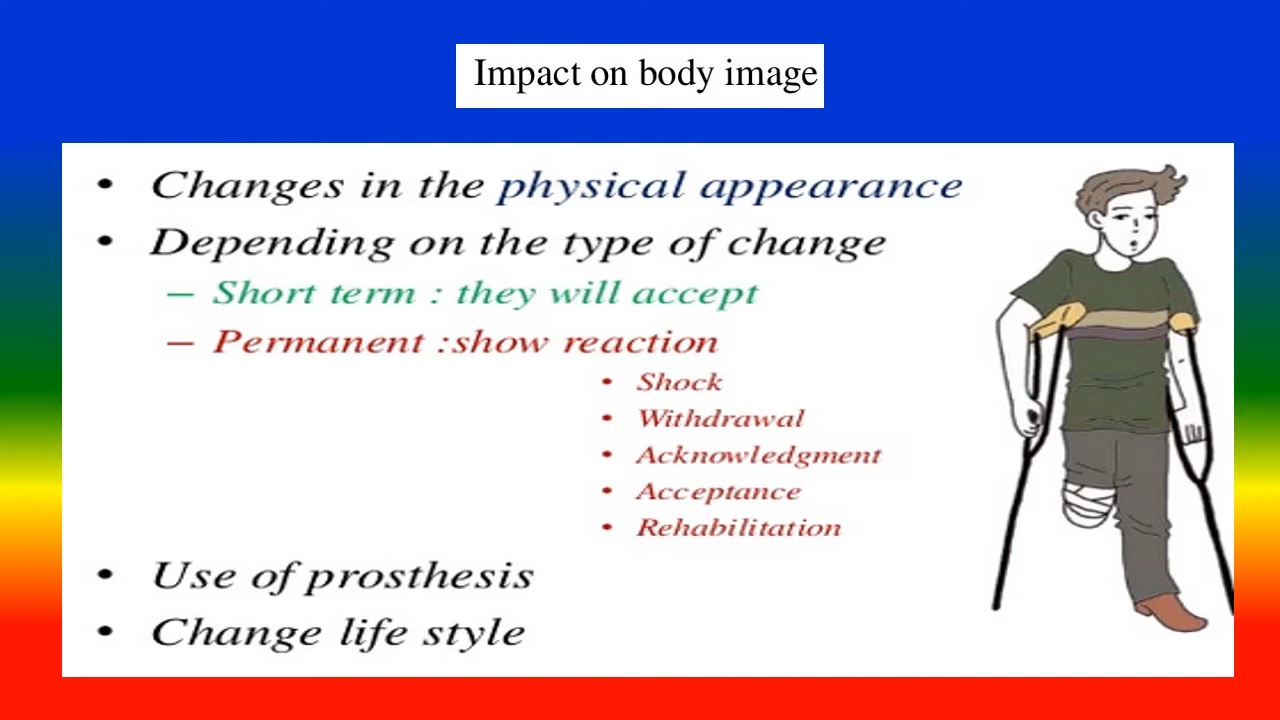 Impact on body image
• Changes in the physical appearance
• Depending on the type of change
– Short term : they will accept
– Permanent :show reaction
• Shock
• Withdrawal
• Acknowledgment
• Acceptance
• Rehabilitation
• Use of prosthesis
• Change life style